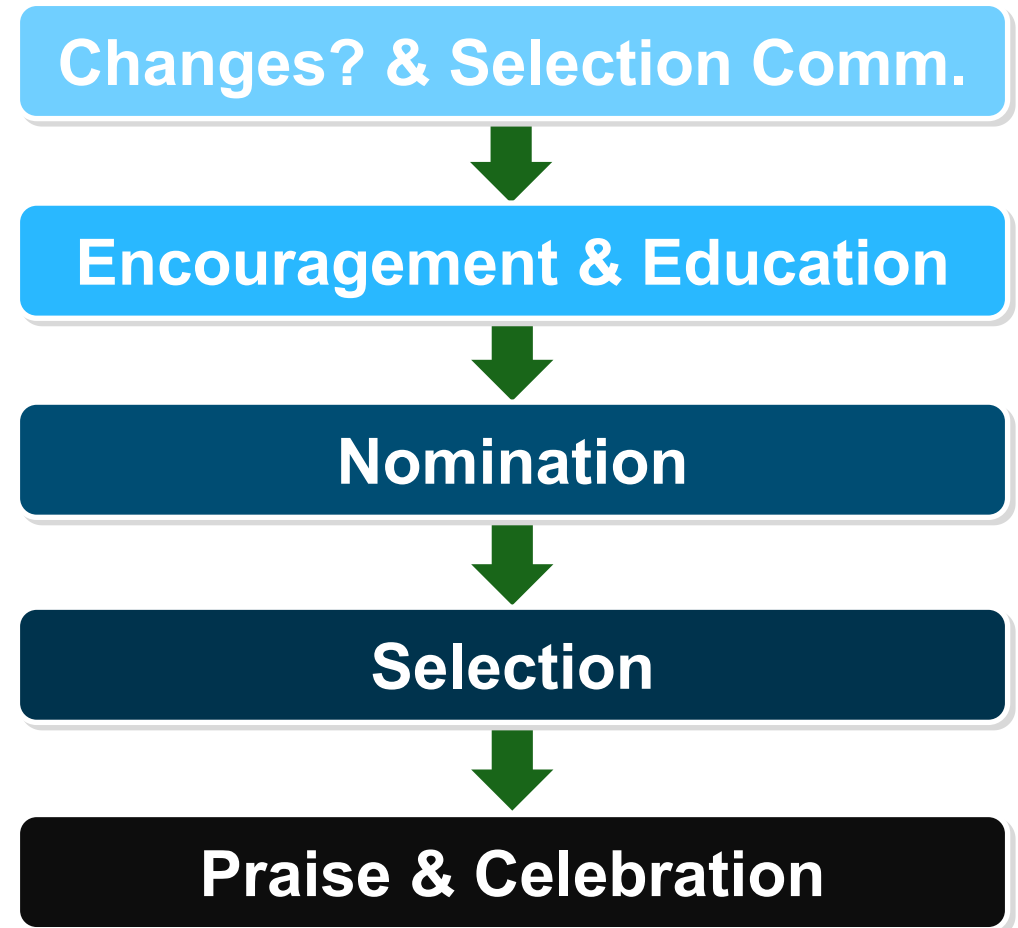 Changes? & Selection Comm.
Encouragement & Education
Nomination
Selection
Praise & Celebration